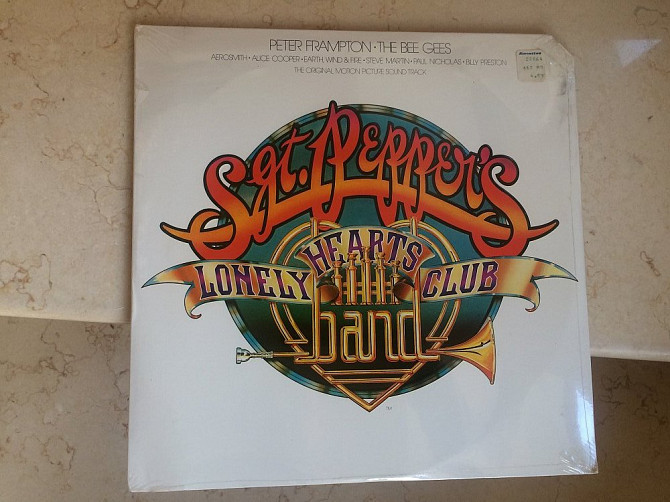 PETER FRAMPTON • THE BEE GEES
AEROSMITH • ALICE COOPER • EARTH, WIND & FIRE • STEVE MARTIN • PAUL NICHOLAS • BILLY PRESTON
THE ORIGINAL MOTION PICTURE SOUND TRACK
Sgt. Pepper's
LONELY HEARTS CLUB
band
TM